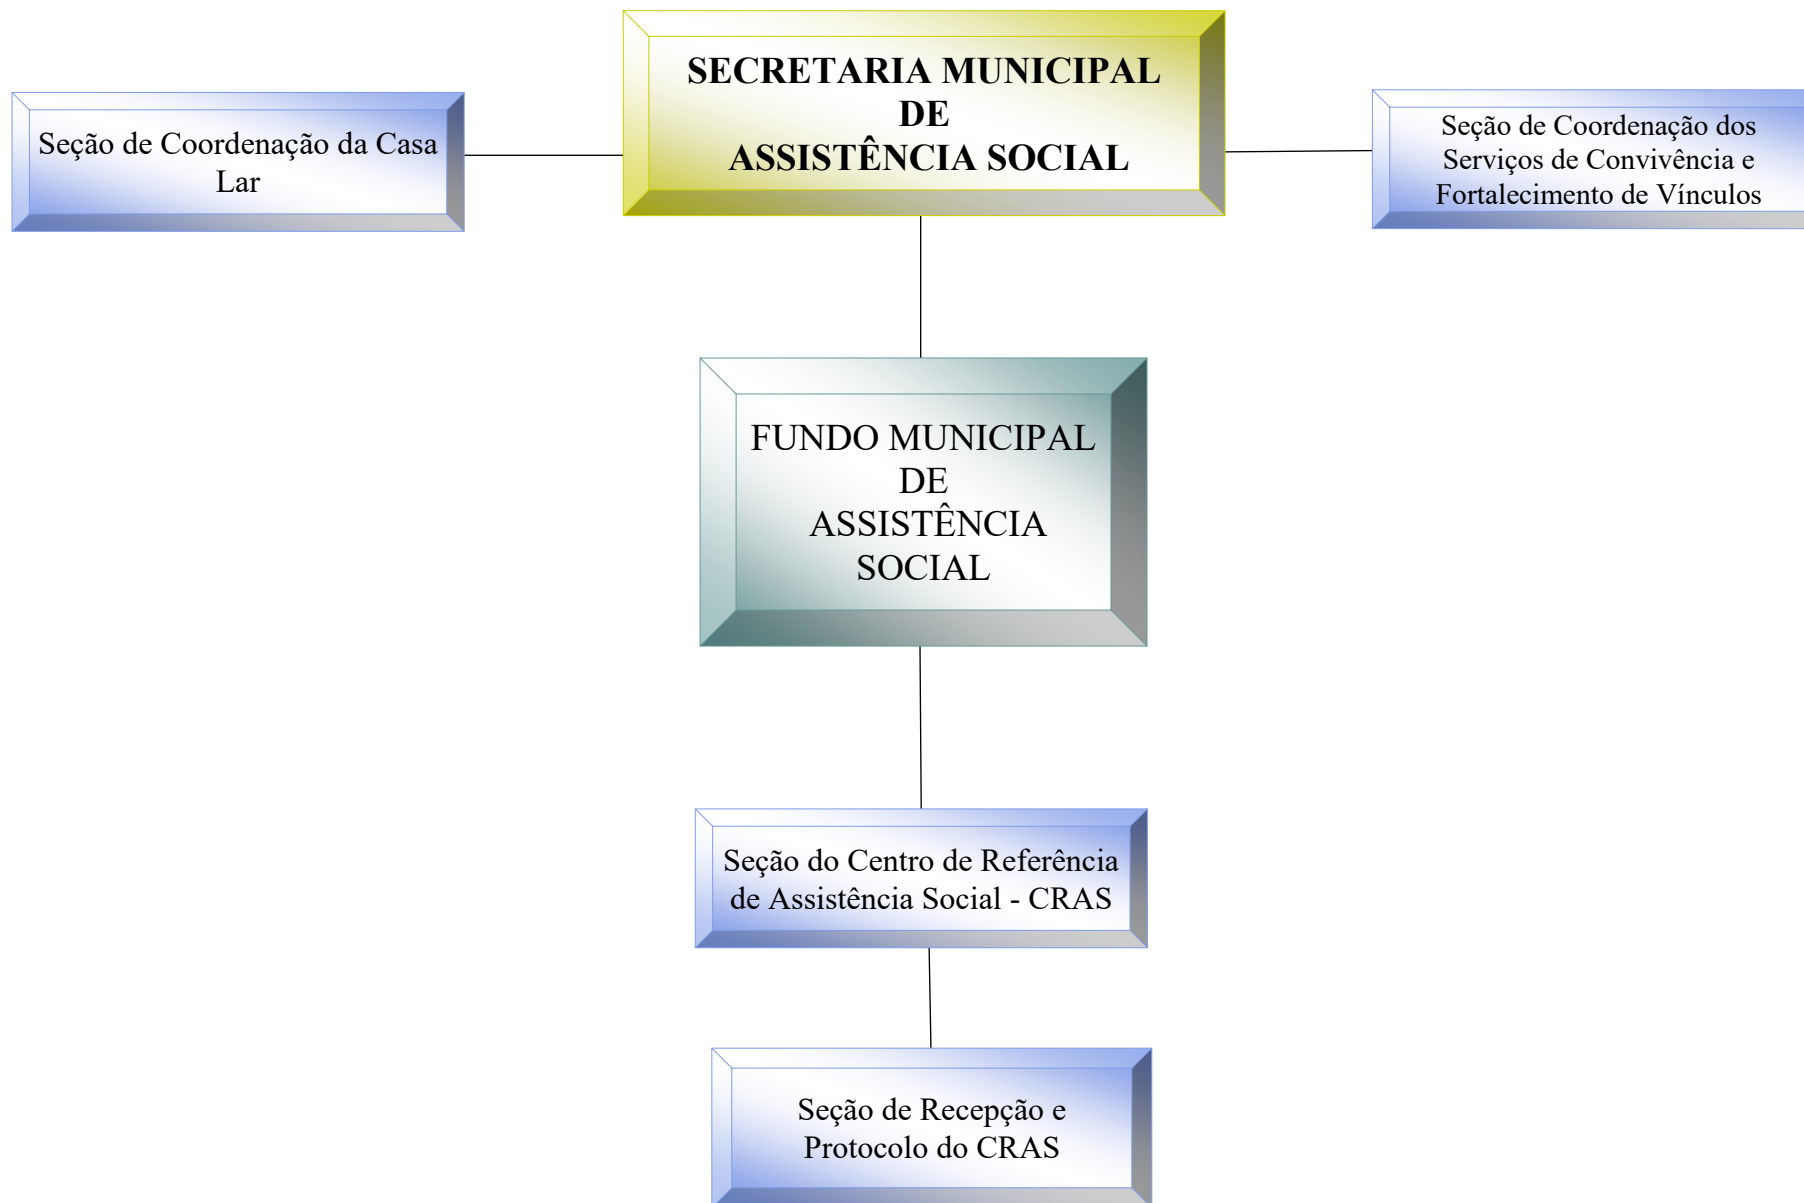 SECRETARIA MUNICIPAL
DE
ASSISTÊNCIA SOCIAL
Seção de Coordenação da Casa
Lar
Seção de Coordenação dos
Serviços de Convivência e
Fortalecimento de Vínculos
FUNDO MUNICIPAL
DE
ASSISTÊNCIA
SOCIAL
Seção do Centro de Referência
de Assistência Social - CRAS
Seção de Recepção e
Protocolo do CRAS